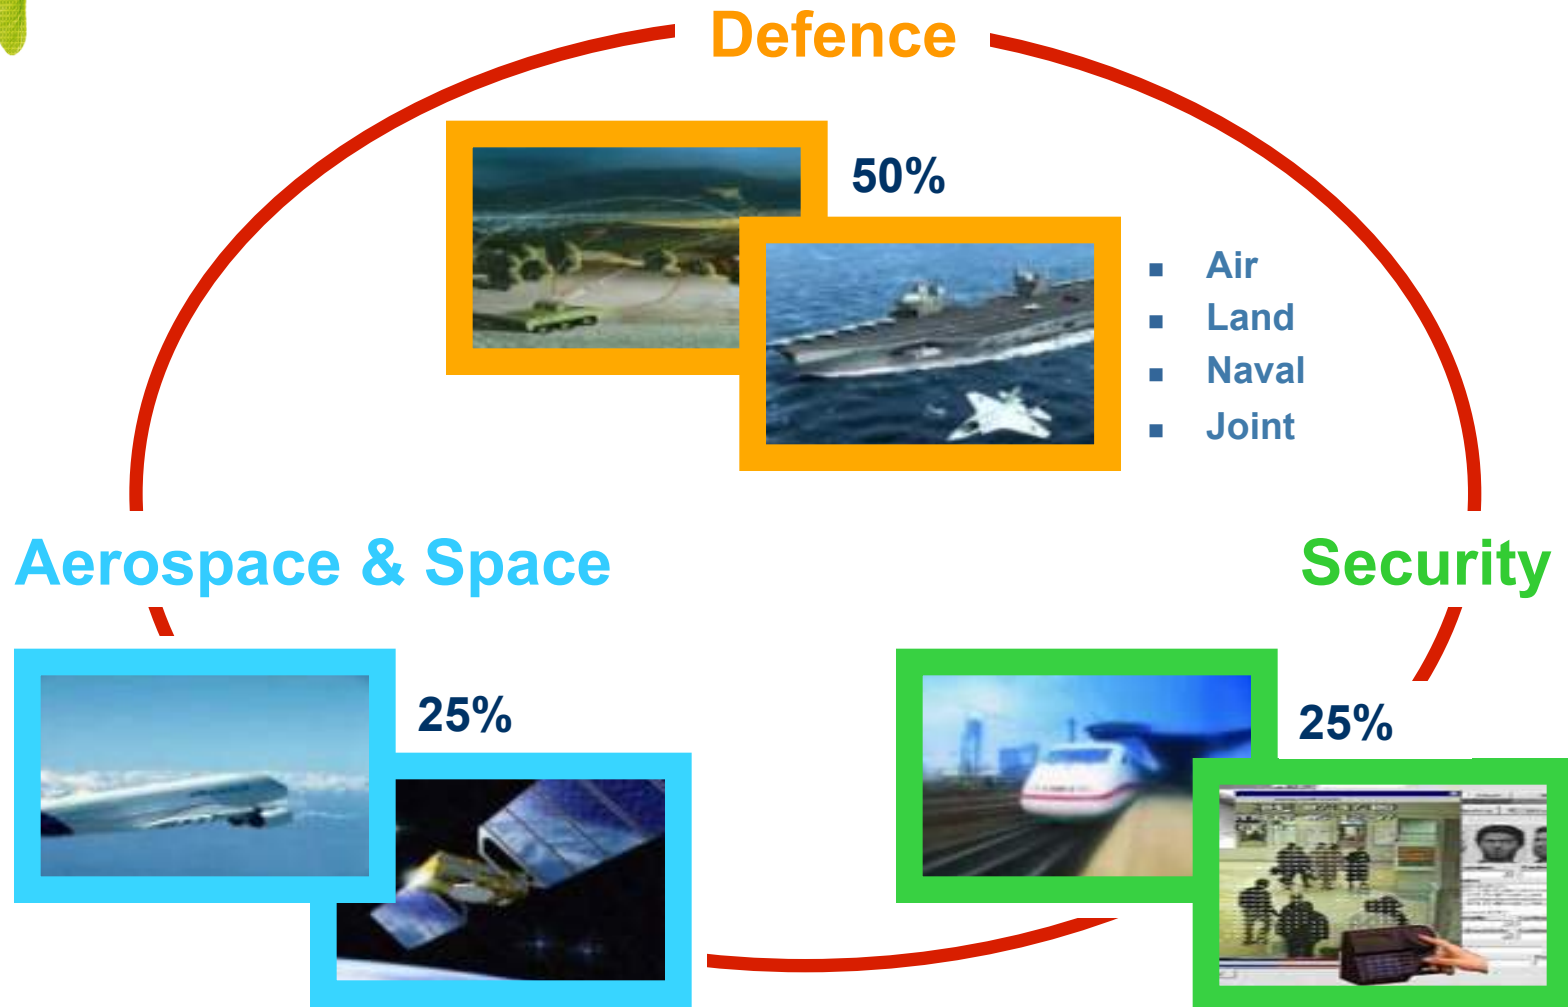 Defence
50%
Air
Land
Naval
Joint
Aerospace & Space
Security
25%
25%